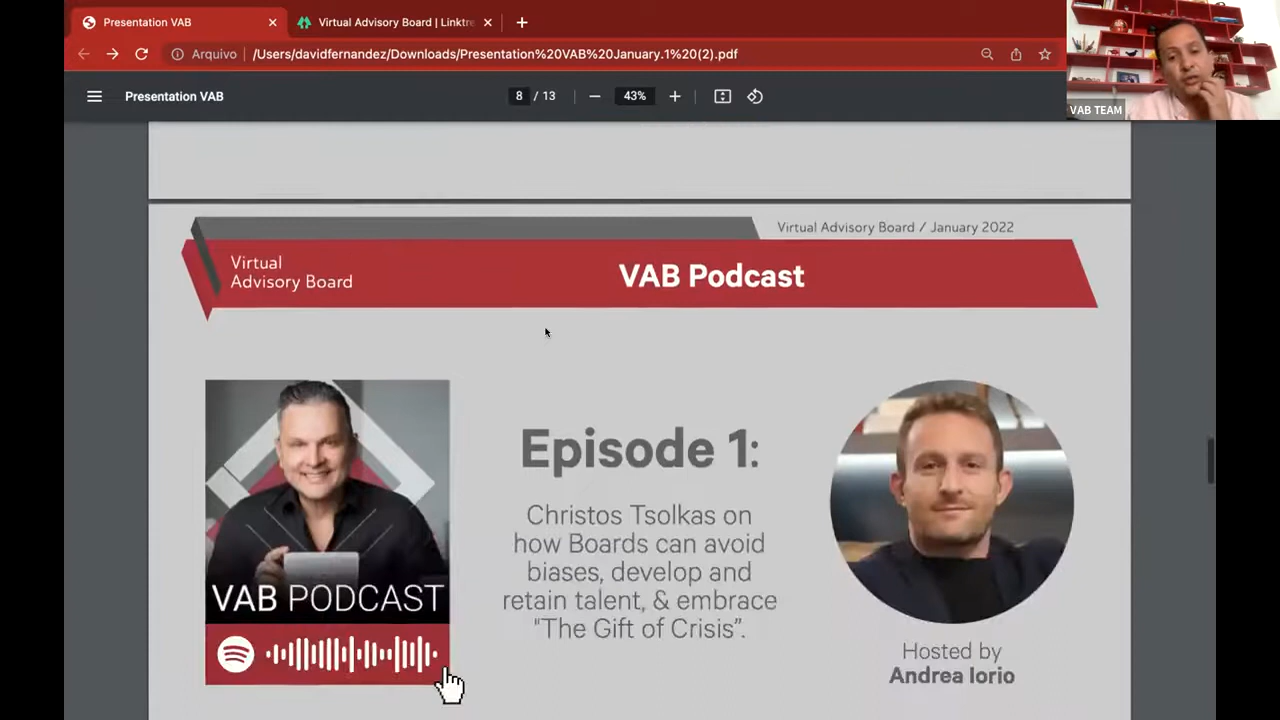 Presentation VAB
Virtual Advisory Board | Linktre
Arquivo
/Users/davidfernandez/Downloads/Presentation%20VAB%20January.1%20(2).pdf
Presentation VAB
8 / 13
43%
VAB TEAM
Virtual Advisory Board / January 2022
Virtual
Advisory Board
VAB Podcast
VAB PODCAST
Episode 1:
Christos Tsolkas on
how Boards can avoid
biases, develop and
retain talent, & embrace
"The Gift of Crisis”.
Hosted by
Andrea Iorio